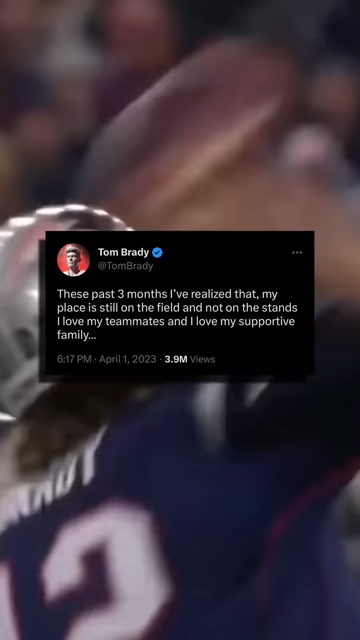 Tom Brady
@TomBrady
These past 3 months I've realized that, my
place is still on the field and not on the stands
I love my teammates and I love my supportive
family...
6:17 PM · April 1, 2023 · 3.9M Views
RADY
12